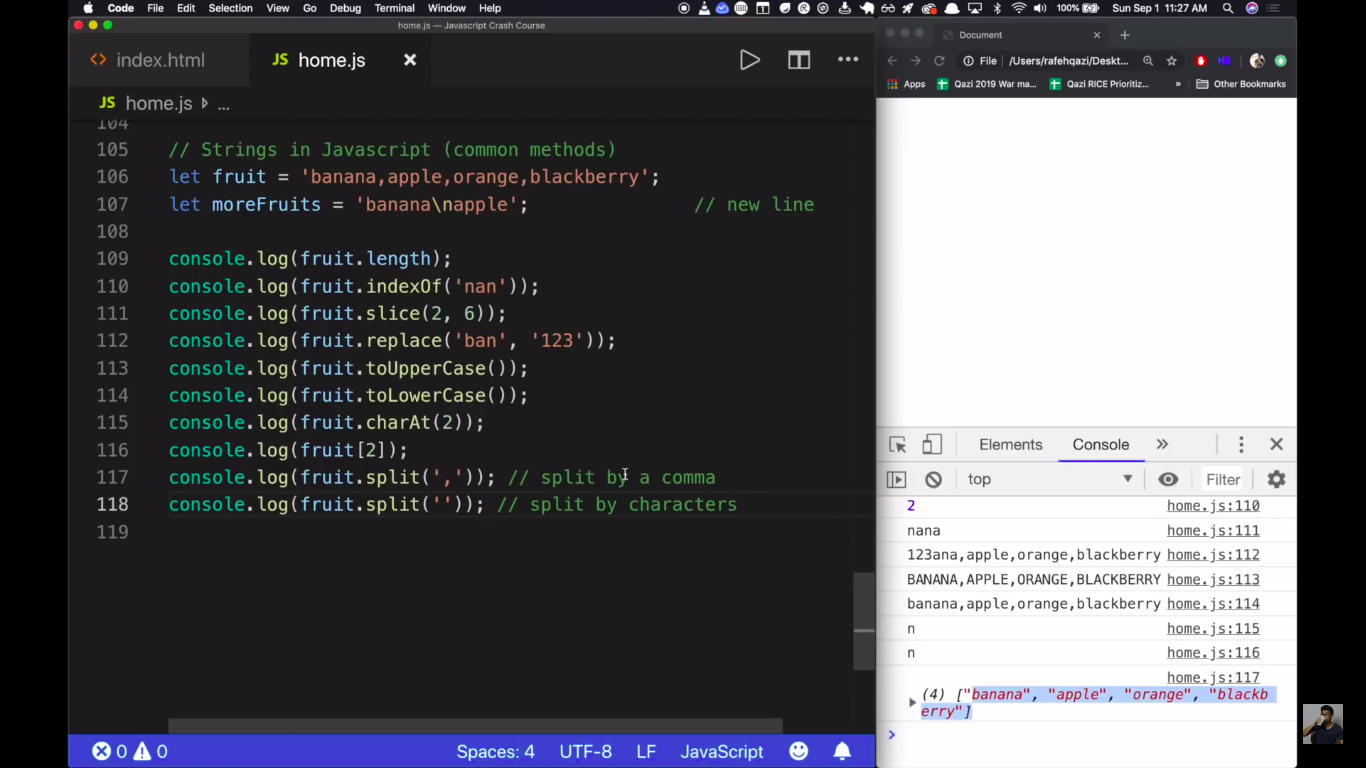 Code File Edit Selection View Go Debug Terminal Window Help 100% Sun Sep 1 11:27 AM
home.js — Javascript Crash Course
index.html JS home.js
JS home.js ...
104
105 // Strings in Javascript (common methods)
106 let fruit = 'banana,apple,orange,blackberry';
107 let moreFruits = 'banana\napple'; // new line
108
109 console.log(fruit.length);
110 console.log(fruit.indexOf('nan'));
111 console.log(fruit.slice(2, 6));
112 console.log(fruit.replace('ban', '123'));
113 console.log(fruit.toUpperCase());
114 console.log(fruit.toLowerCase());
115 console.log(fruit.charAt(2));
116 console.log(fruit[2]);
117 console.log(fruit.split(',')); // split by a comma
118 console.log(fruit.split('')); // split by characters
119
0 0 Spaces: 4 UTF-8 LF JavaScript
Document
File /Users/rafehqazi/Deskt...
Apps Qazi 2019 War ma... Qazi RICE Prioritiz... » Other Bookmarks
Elements Console »
top Filter
2 home.js:110
nana home.js:111
123ana,apple,orange,blackberry home.js:112
BANANA,APPLE,ORANGE,BLACKBERRY home.js:113
banana,apple,orange,blackberry home.js:114
n home.js:115
n home.js:116
home.js:117
(4) ["banana", "apple", "orange", "blackb
erry"]